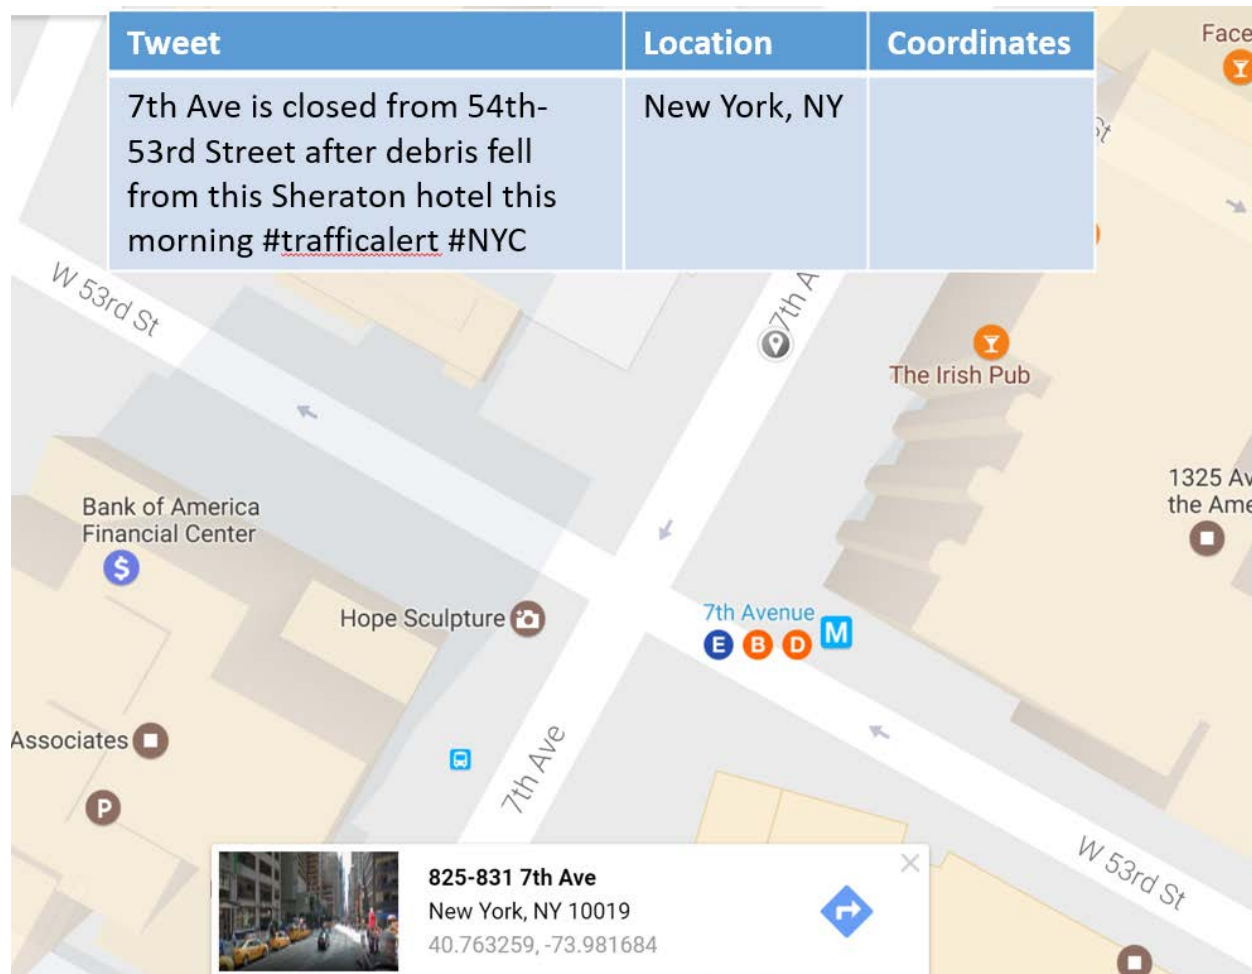 Tweet
Location
Coordinates
7th Ave is closed from 54th-
53rd Street after debris fell
from this Sheraton hotel this
morning #trafficalert #NYC
New York, NY
Face
St
W 53rd St
7th A
The Irish Pub
1325 Av
the Ame
Bank of America
Financial Center
$
Hope Sculpture
7th Avenue
E B D M
Associates
P
7th Ave
W 53rd St
825-831 7th Ave
New York, NY 10019
40.763259, -73.981684